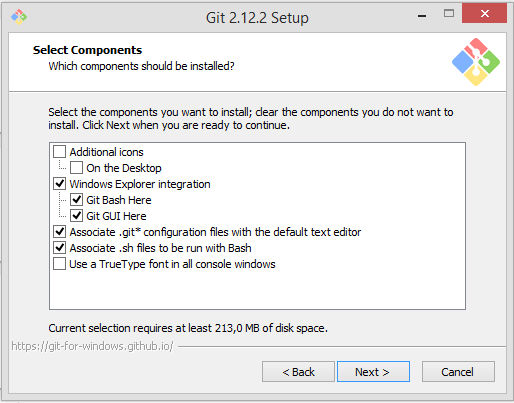 Git 2.12.2 Setup
Select Components
Which components should be installed?
Select the components you want to install; clear the components you do not want to
install. Click Next when you are ready to continue.
Additional icons
On the Desktop
Windows Explorer integration
Git Bash Here
Git GUI Here
Associate .git* configuration files with the default text editor
Associate .sh files to be run with Bash
Use a TrueType font in all console windows
Current selection requires at least 213,0 MB of disk space.
https://git-for-windows.github.io/
< Back
Next >
Cancel